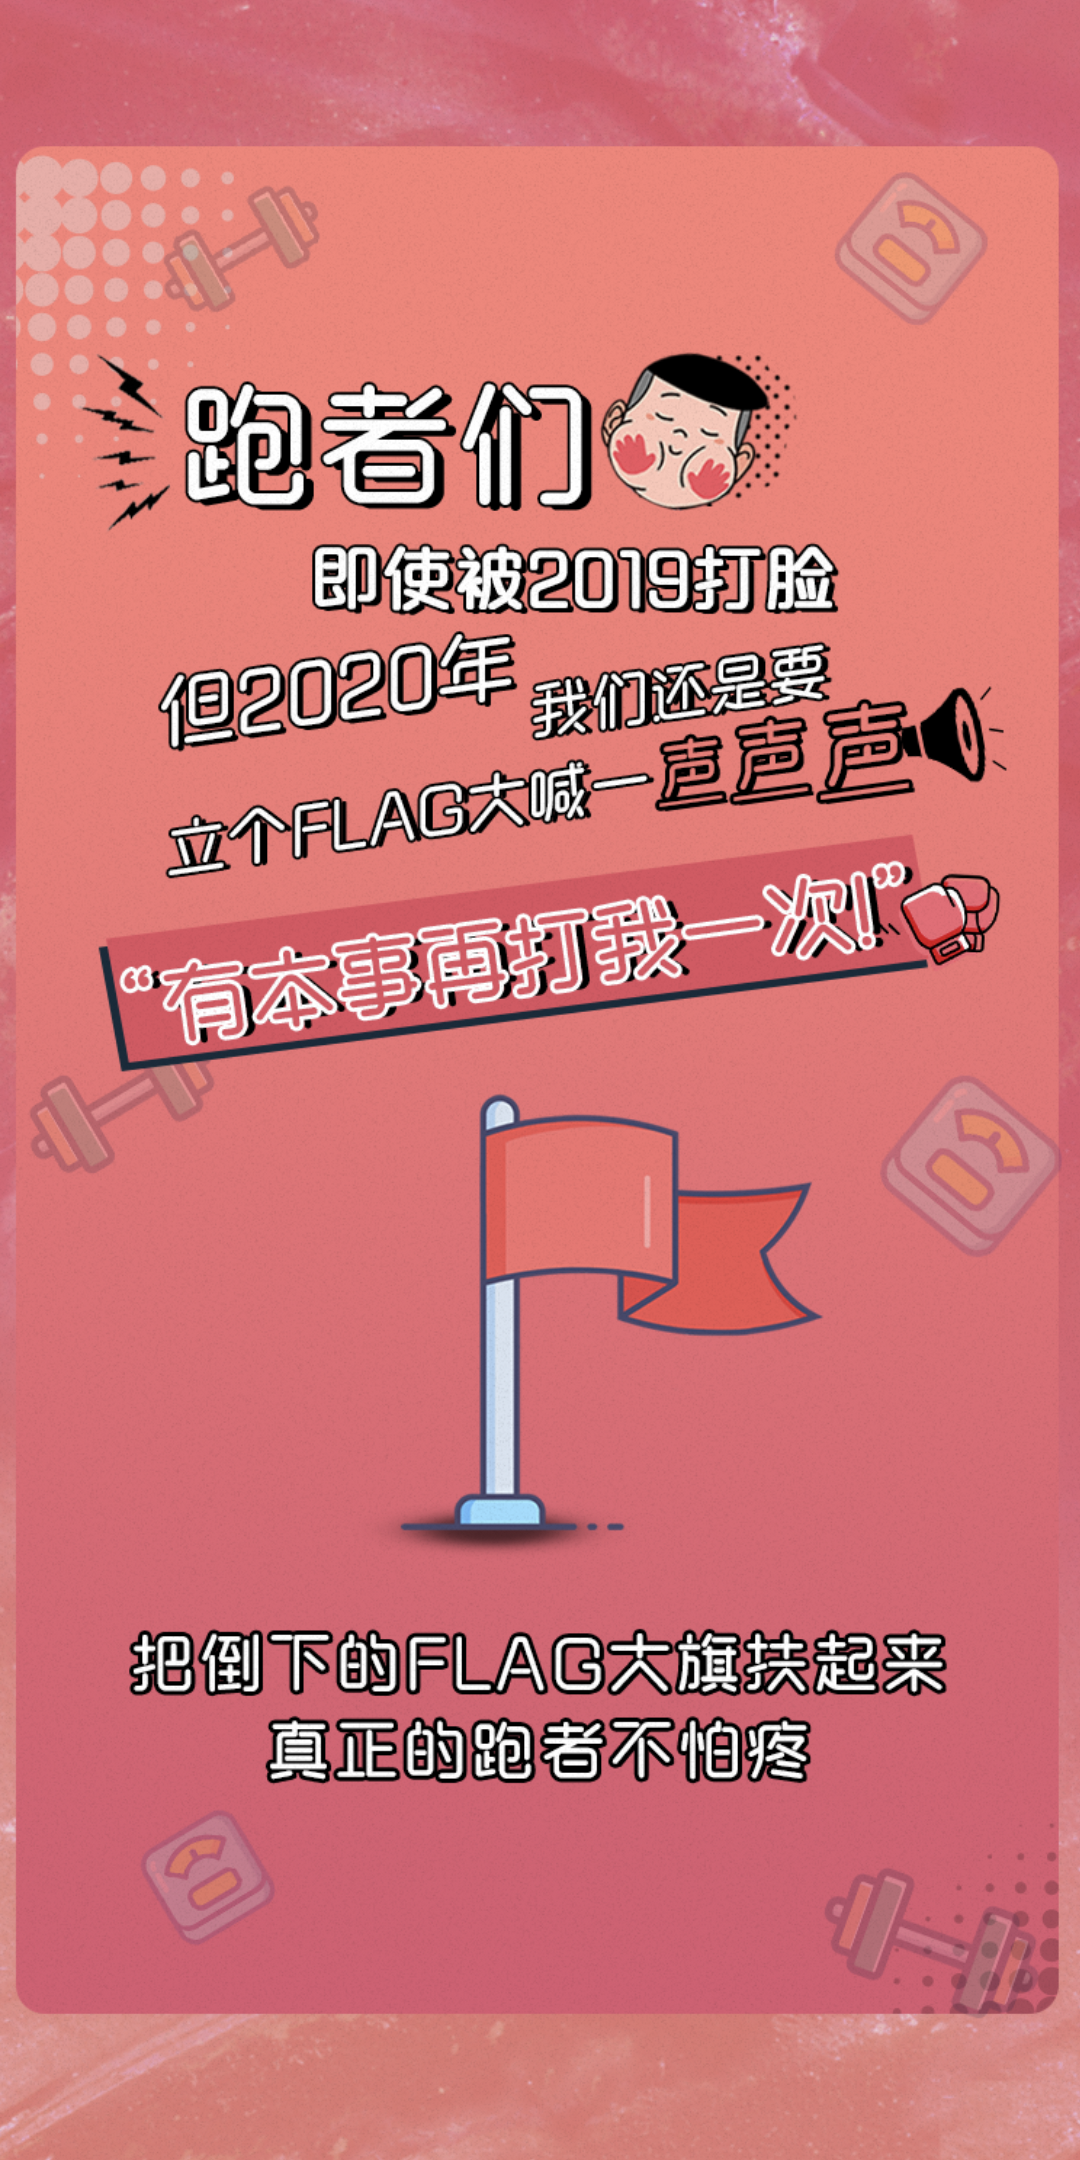 跑者们
即使被2019打脸
但2020年 我们还是要
立个FLAG大喊一声声声
“有本事再打我一次!”
把倒下的FLAG大旗扶起来
真正的跑者不怕疼